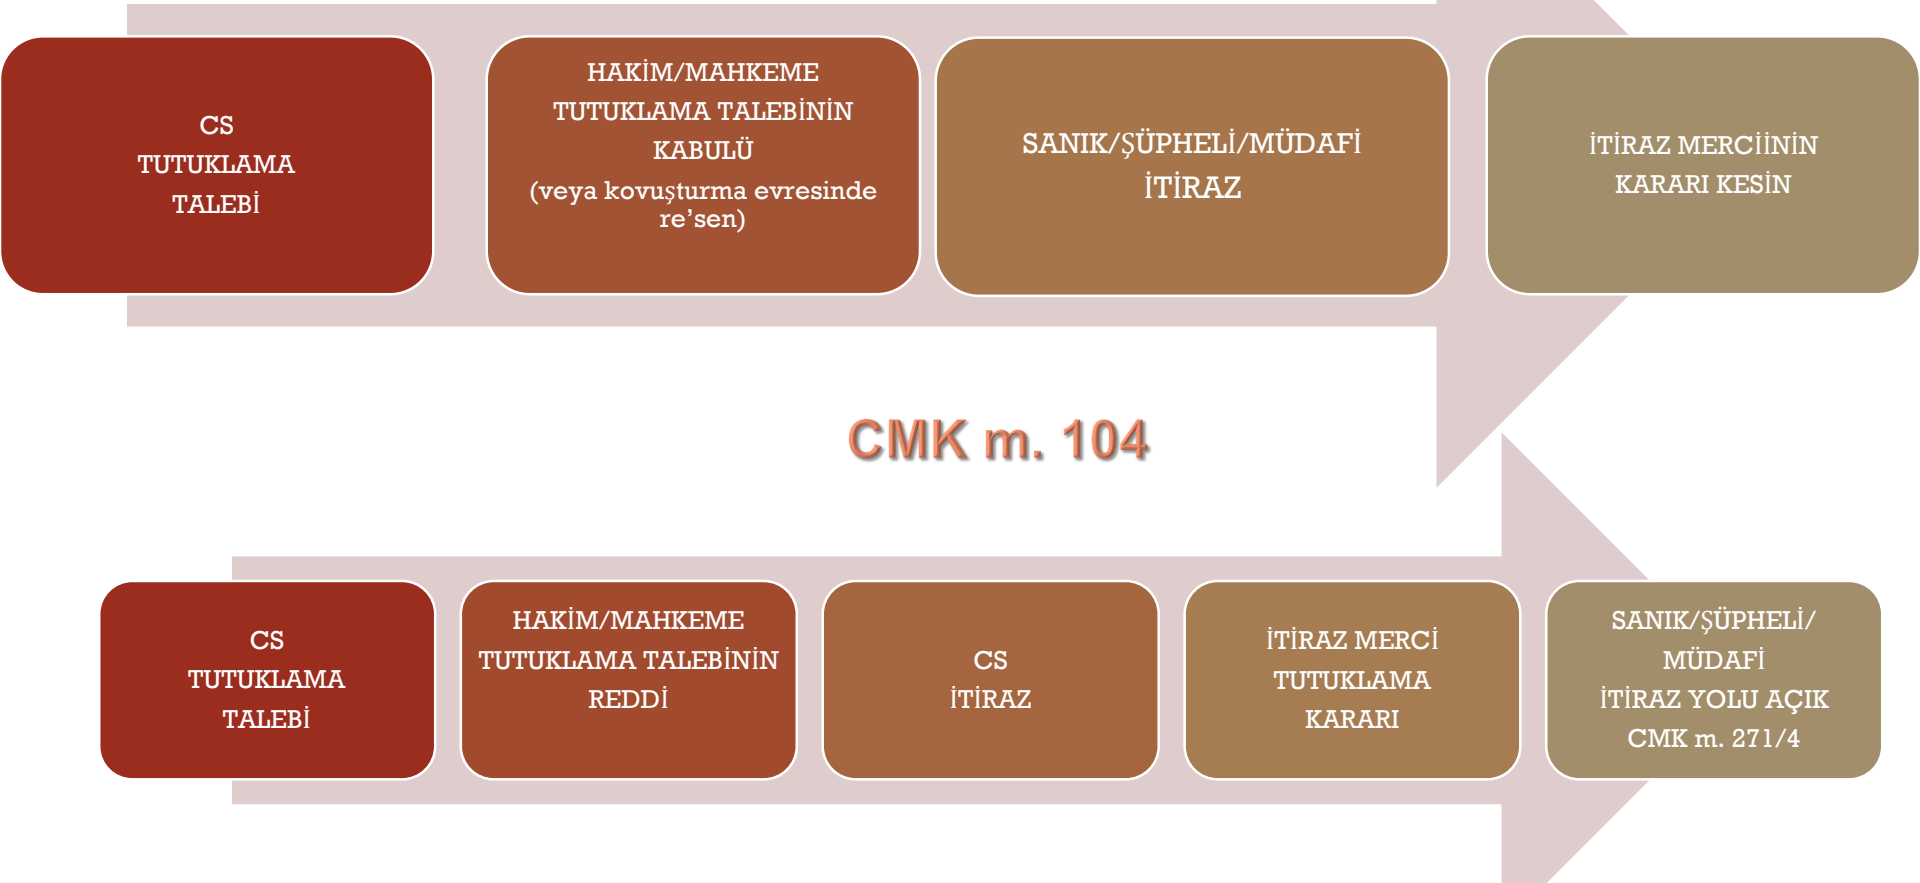 CS
TUTUKLAMA
TALEBİ
HAKİM/MAHKEME
TUTUKLAMA TALEBİNİN
KABULÜ
(veya kovuşturma evresinde
re'sen)
SANIK/ŞÜPHELİ/MÜDAFİ
İTİRAZ
İTİRAZ MERCİİNİN
KARARI KESİN
CMK m. 104
CS
TUTUKLAMA
TALEBİ
HAKİM/MAHKEME
TUTUKLAMA TALEBİNİN
REDDİ
CS
İTİRAZ
İTİRAZ MERCİ
TUTUKLAMA
KARARI
SANIK/ŞÜPHELİ/
MÜDAFİ
İTİRAZ YOLU AÇIK
CMK m. 271/4